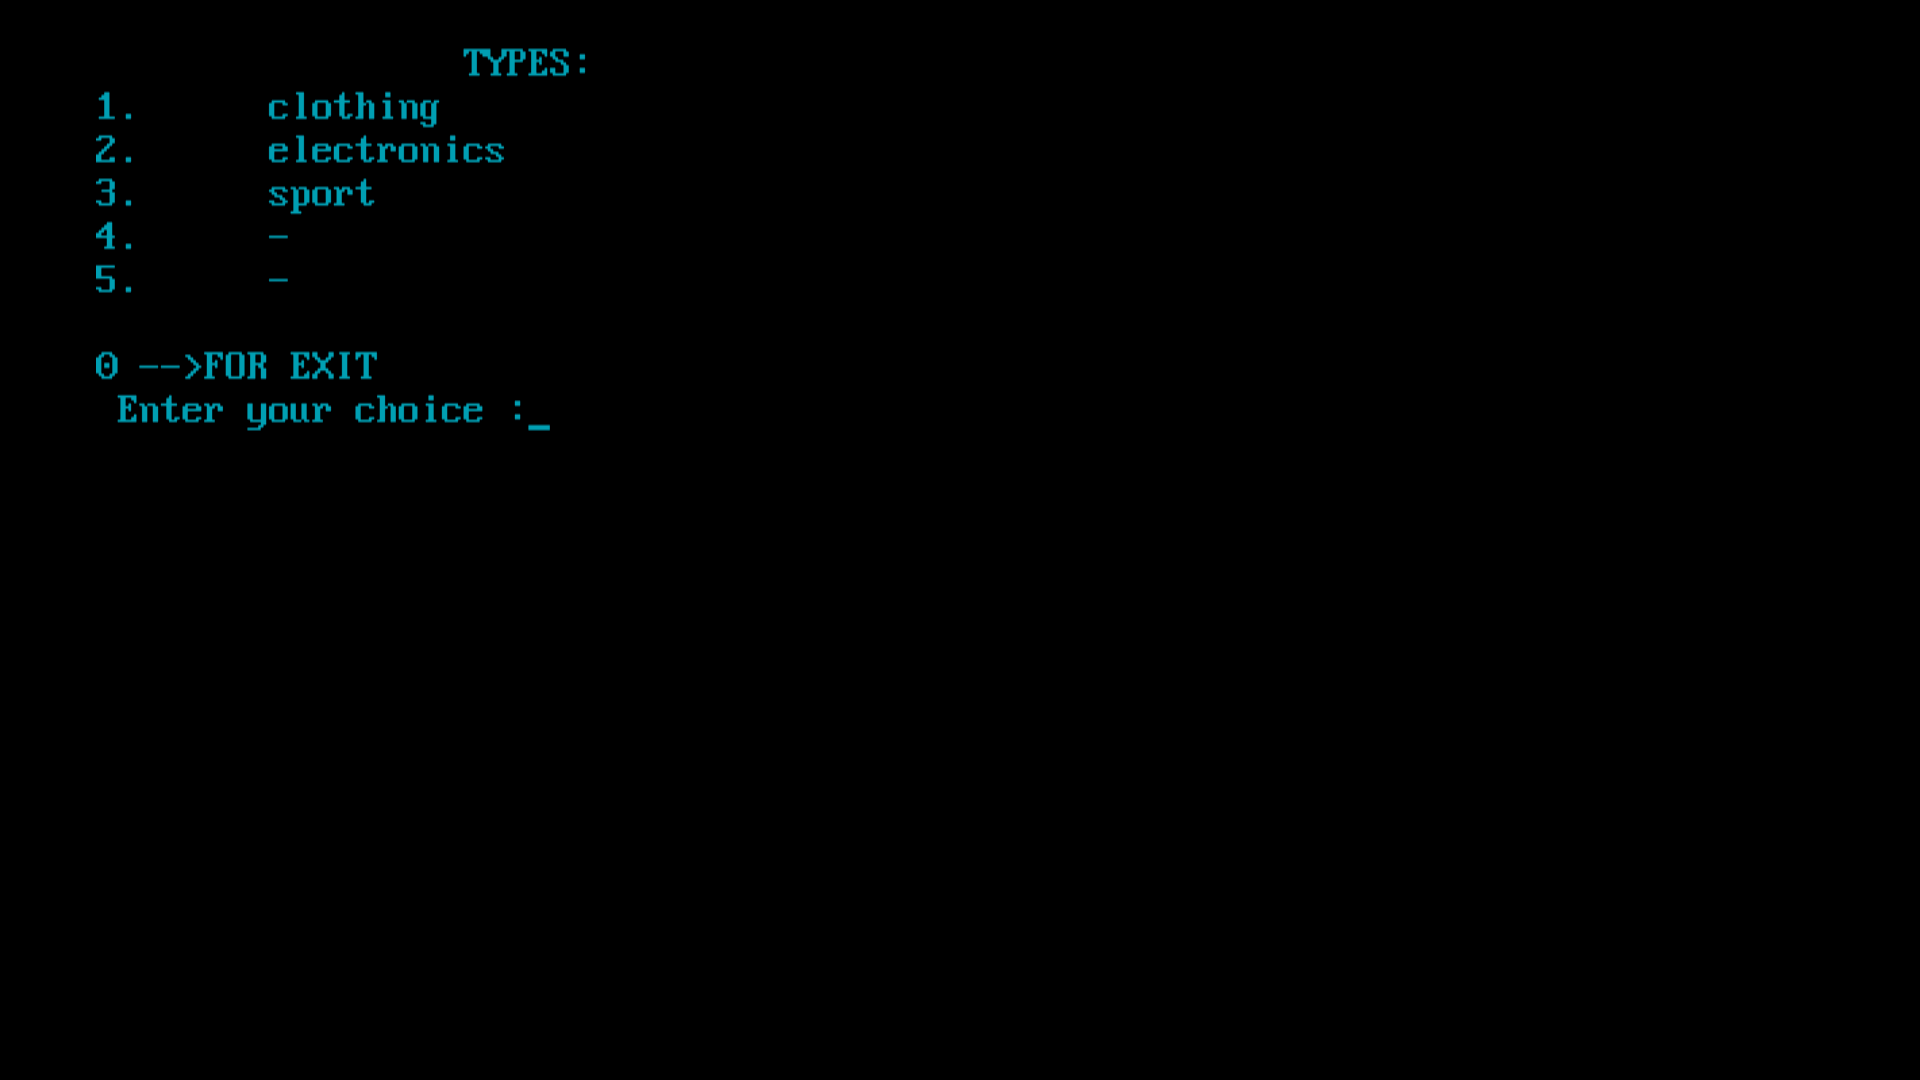 TYPES:
1. clothing
2. electronics
3. sport
4. -
5. -
0 -->FOR EXIT
Enter your choice :_